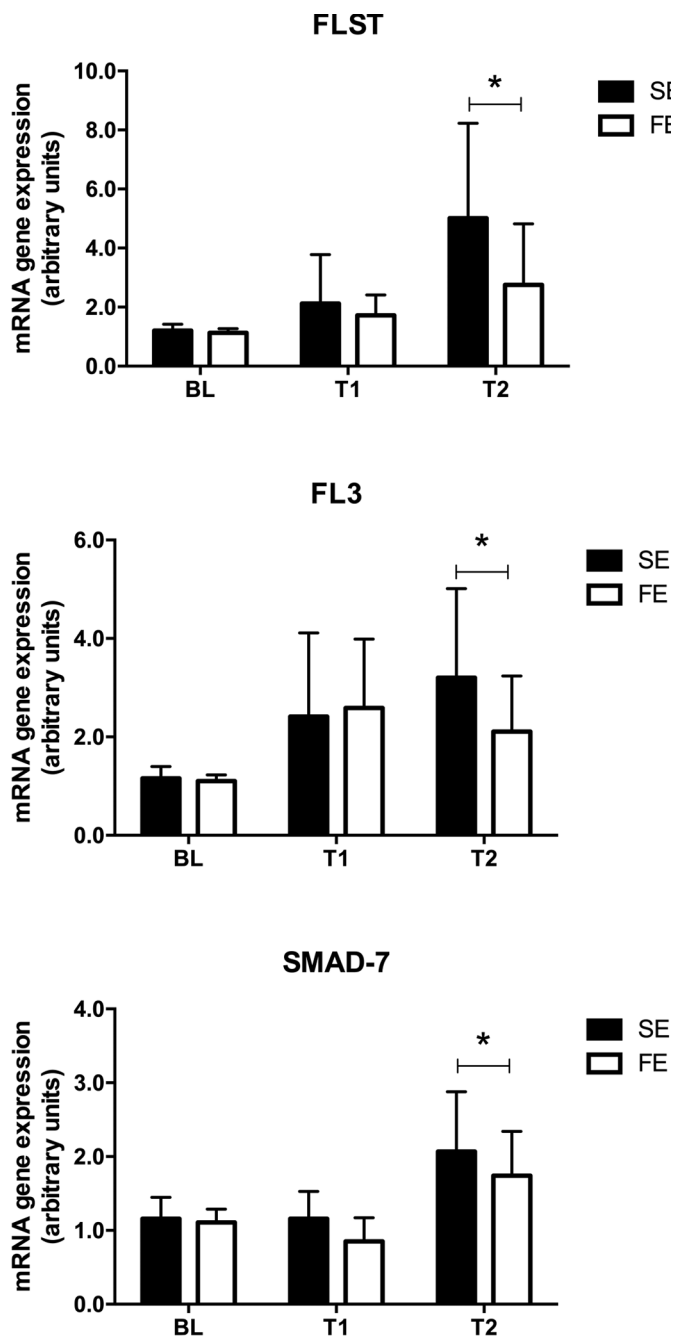 FLST
mRNA gene expression
(arbitrary units)
10.0
8.0
6.0
4.0
2.0
0.0
*
SE
FE
BL T1 T2
FL3
mRNA gene expression
(arbitrary units)
6.0
4.0
2.0
0.0
*
SE
FE
BL T1 T2
SMAD-7
mRNA gene expression
(arbitrary units)
4.0
3.0
2.0
1.0
0.0
*
SE
FE
BL T1 T2